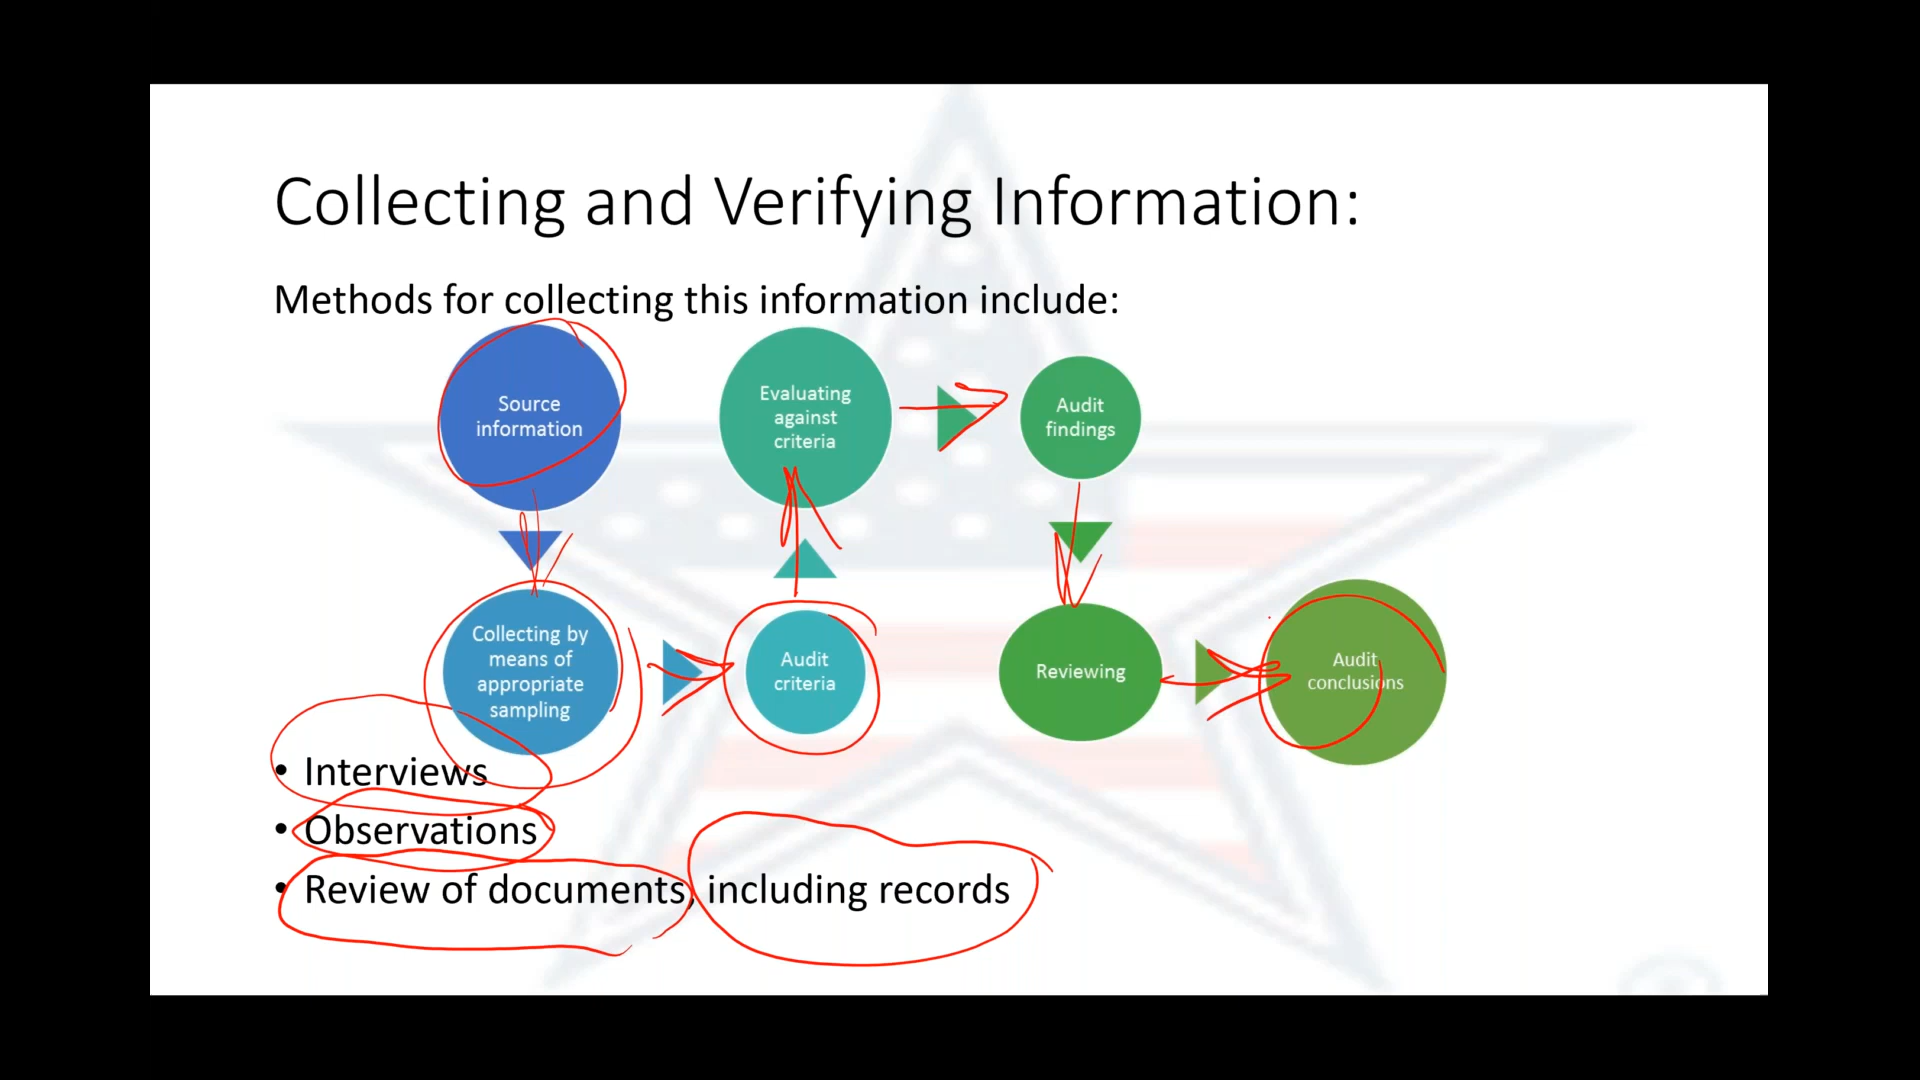 Collecting and Verifying Information:
Methods for collecting this information include:
Source
information
Collecting by
means of
appropriate
sampling
Audit
criteria
Evaluating
against
criteria
Audit
findings
Reviewing
Audit
conclusions
• Interviews
• Observations
• Review of documents, including records